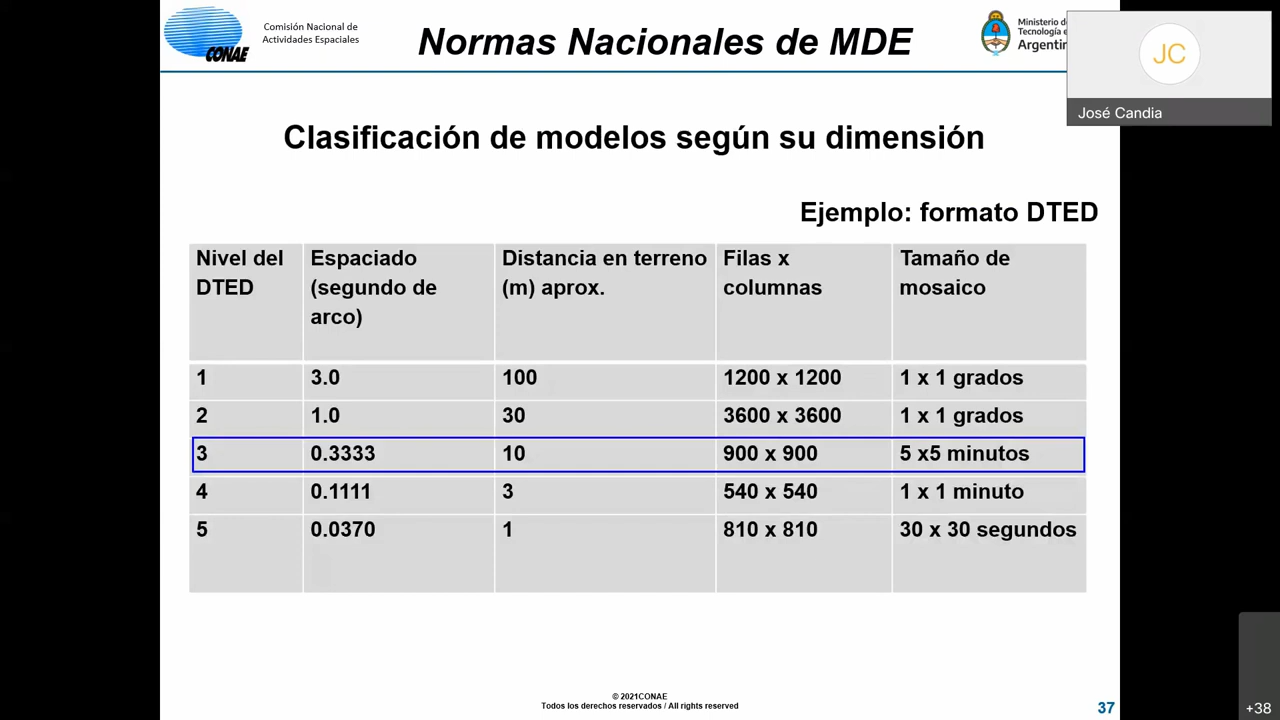 CONAE
Comisión Nacional de
Actividades Espaciales
Normas Nacionales de MDE
Ministerio de
Tecnología e
Argentin
JC
José Candia
Clasificación de modelos según su dimensión
Ejemplo: formato DTED
Nivel del DTED Espaciado (segundo de arco) Distancia en terreno (m) aprox. Filas x columnas Tamaño de mosaico
1 3.0 100 1200 x 1200 1 x 1 grados
2 1.0 30 3600 x 3600 1 x 1 grados
3 0.3333 10 900 x 900 5 x5 minutos
4 0.1111 3 540 x 540 1 x 1 minuto
5 0.0370 1 810 x 810 30 x 30 segundos
© 2021CONAE
Todos los derechos reservados / All rights reserved
37
+38